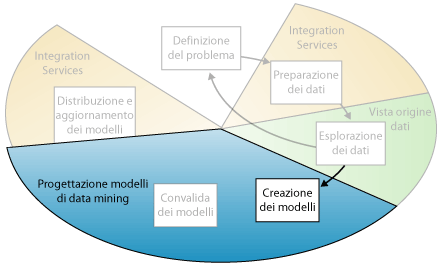 Definizione
del problema
Integration
Services
Integration
Services
Preparazione
dei dati
Distribuzione e
aggiornamento
dei modelli
Vista origine
dati
Esplorazione
dei dati
Progettazione modelli
di data mining
Convalida
dei modelli
Creazione
dei modelli